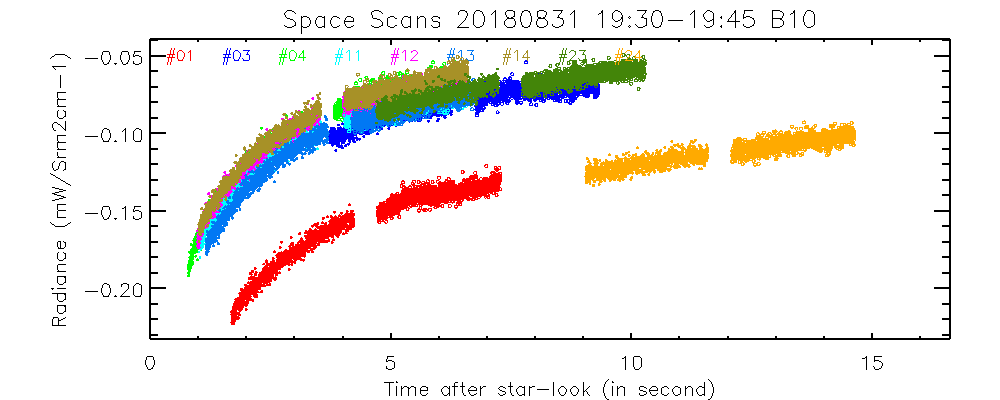 Space Scans 20180831 19:30-19:45 B10
#01 #03 #04 #11 #12 #13 #14 #23 #24
-0.05
-0.10
-0.15
-0.20
Radiance (mW/Srm2cm-1)
0 5 10 15
Time after star-look (in second)